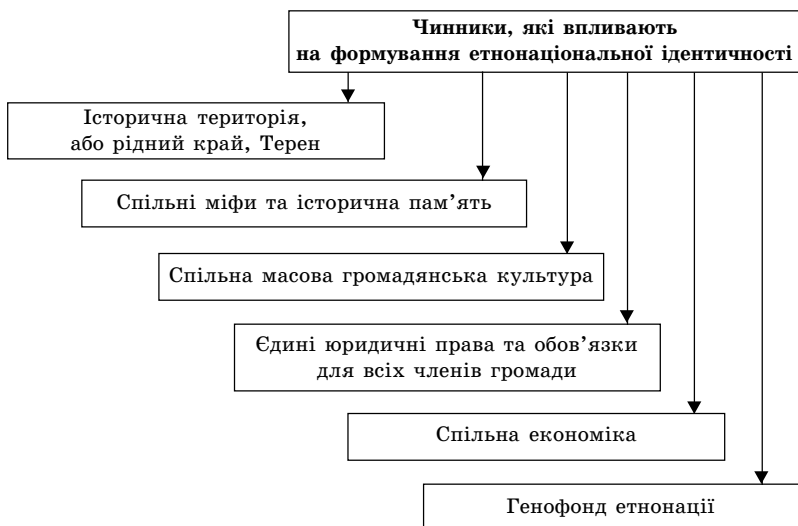 Чинники, які впливають
на формування етнонаціональної ідентичності
Історична територія,
або рідний край, Терен
Спільні міфи та історична пам’ять
Спільна масова громадянська культура
Єдині юридичні права та обов’язки
для всіх членів громади
Спільна економіка
Генофонд етнонації